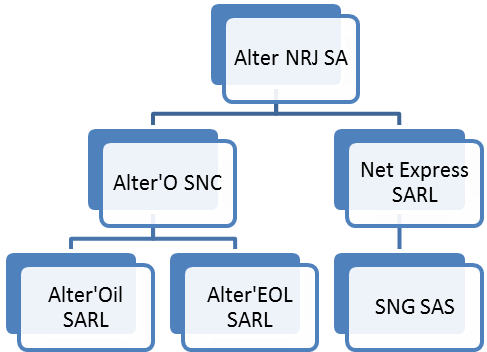 Alter NRJ SA
Alter'O SNC
Net Express
SARL
Alter'Oil
SARL
Alter'EOL
SARL
SNG SAS